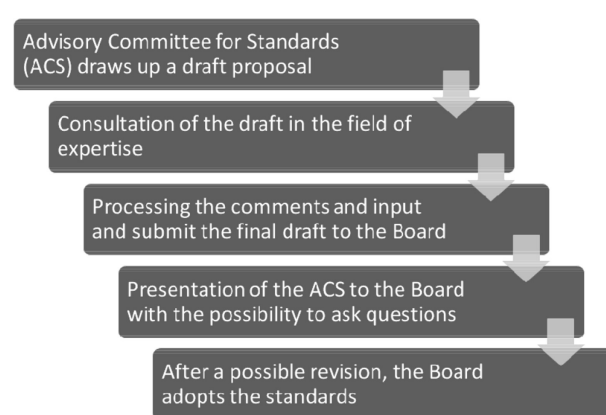 Advisory Committee for Standards
(ACS) draws up a draft proposal
Consultation of the draft in the field of
expertise
Processing the comments and input
and submit the final draft to the Board
Presentation of the ACS to the Board
with the possibility to ask questions
After a possible revision, the Board
adopts the standards